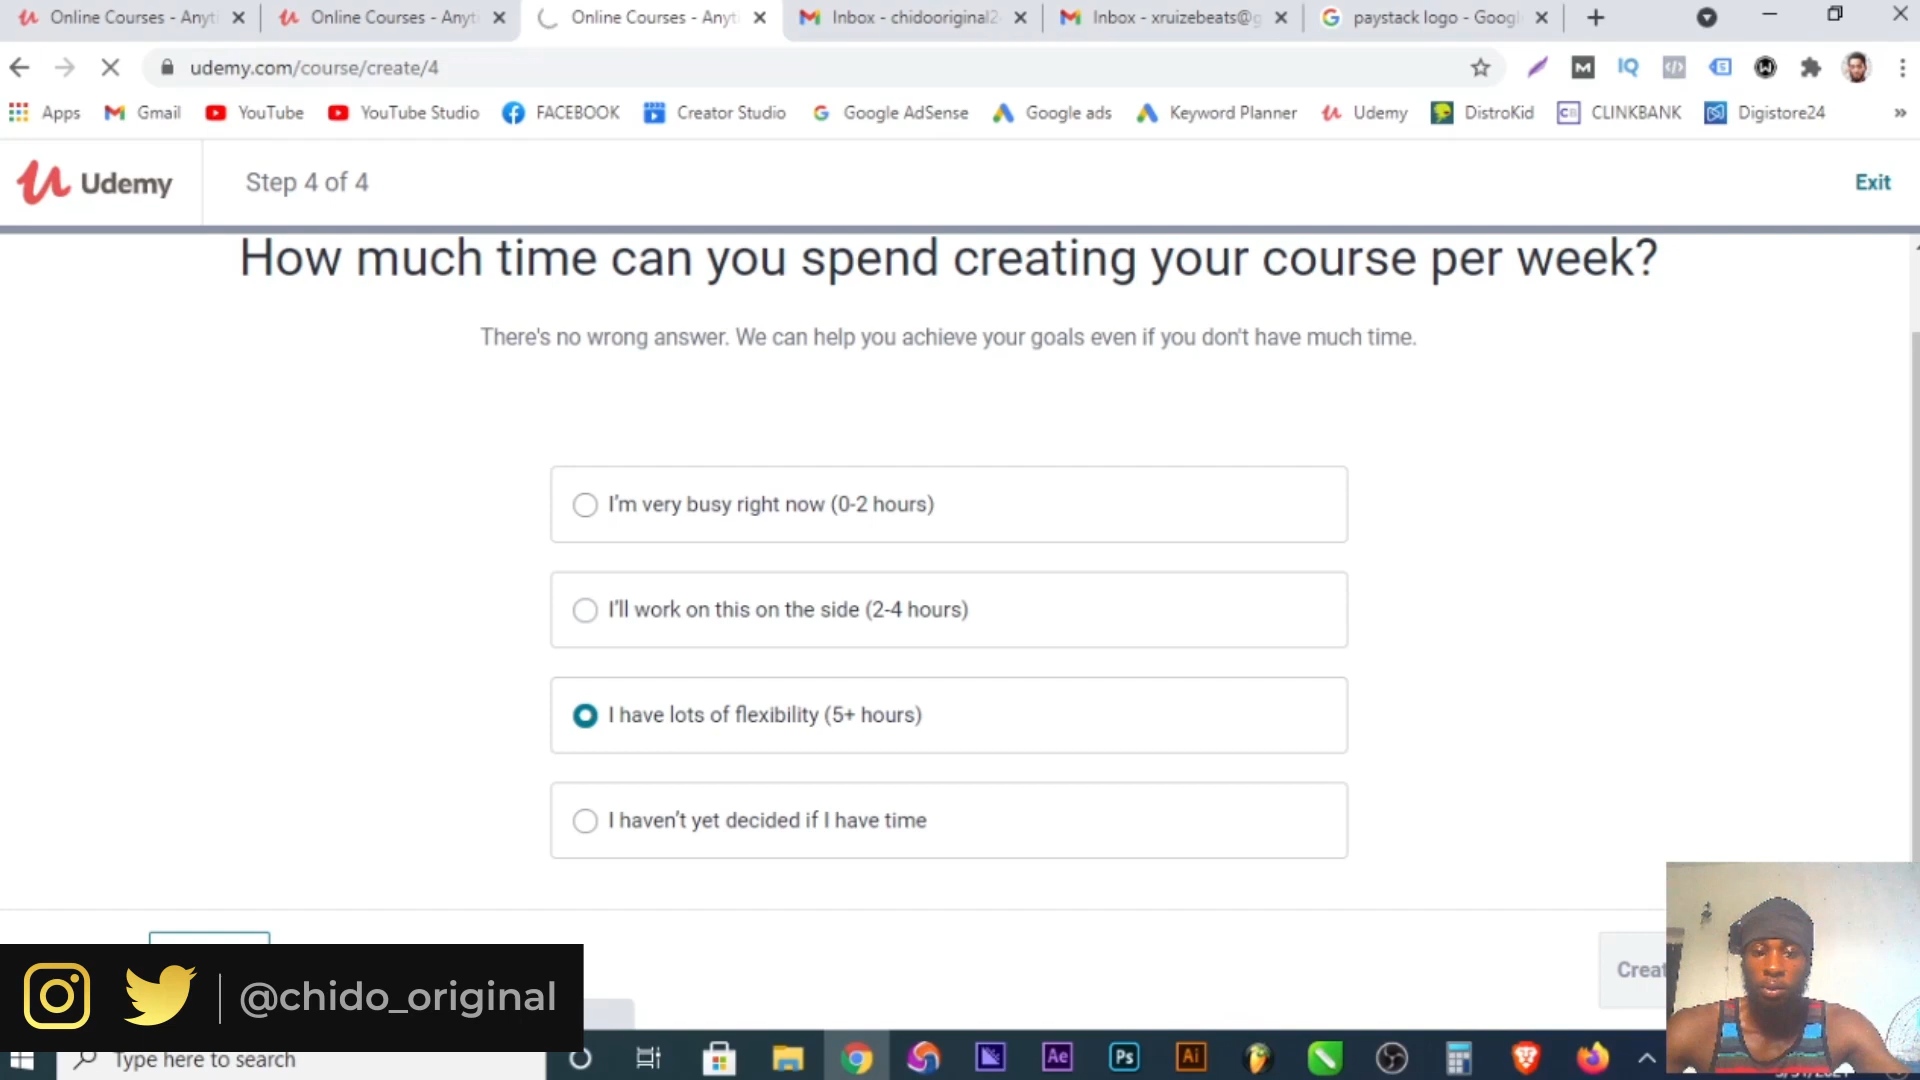 Online Courses - Anyt
Online Courses - Anyt
Online Courses - Anyt
Inbox - chidooriginal2
Inbox - xruizebeats@g
paystack logo - Googl
udemy.com/course/create/4
Apps
Gmail
YouTube
YouTube Studio
FACEBOOK
Creator Studio
Google AdSense
Google ads
Keyword Planner
Udemy
DistroKid
CLINKBANK
Digistore24
Udemy
Step 4 of 4
Exit
How much time can you spend creating your course per week?
There's no wrong answer. We can help you achieve your goals even if you don't have much time.
I'm very busy right now (0-2 hours)
I'll work on this on the side (2-4 hours)
I have lots of flexibility (5+ hours)
I haven't yet decided if I have time
Creat
@chido_original
Type here to search
Ae
Ps
Ai